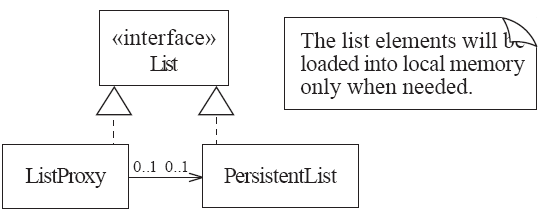 «interface»
List
The list elements will be
loaded into local memory
only when needed.
ListProxy
0..1 0..1
PersistentList